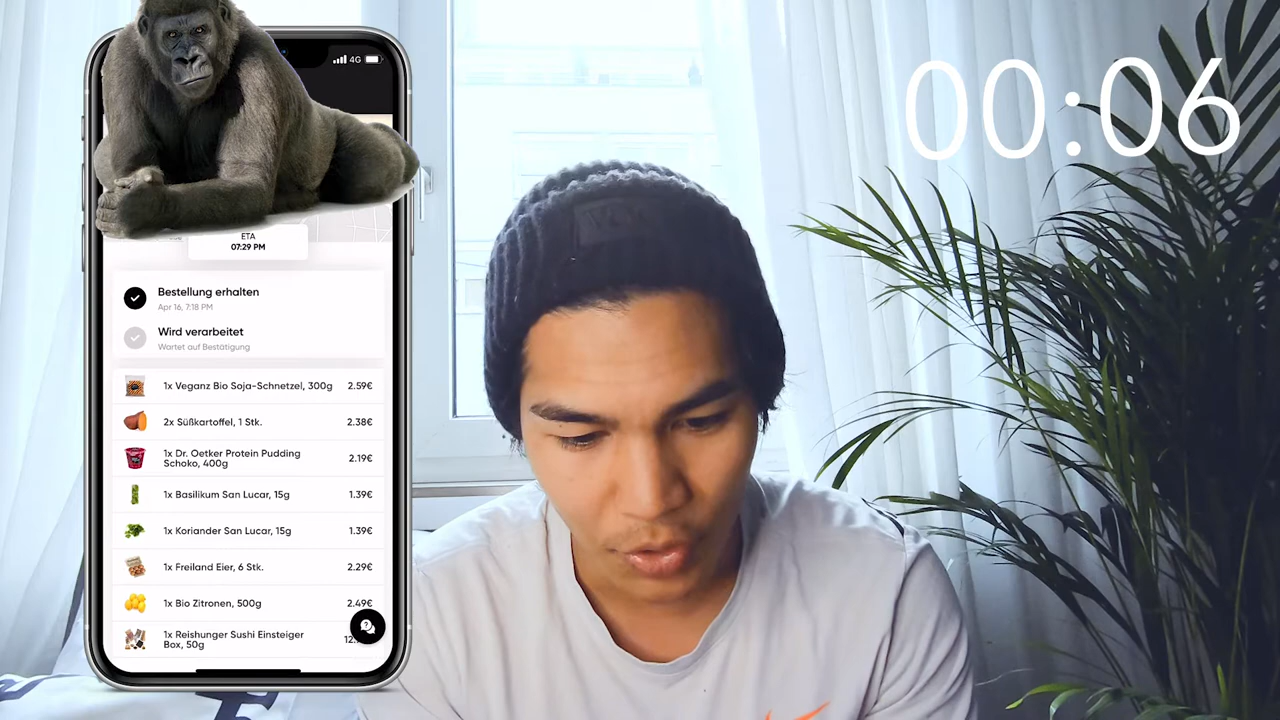 4G
00:06
ETA
07:29 PM
Bestellung erhalten
Apr 16, 7:18 PM
Wird verarbeitet
Wartet auf Bestätigung
1x Veganz Bio Soja-Schnetzel, 300g 2.59€
2x Süßkartoffel, 1 Stk. 2.38€
1x Dr. Oetker Protein Pudding
Schoko, 400g 2.19€
1x Basilikum San Lucar, 15g 1.39€
1x Koriander San Lucar, 15g 1.39€
1x Freiland Eier, 6 Stk. 2.29€
1x Bio Zitronen, 500g 2.49€
1x Reishunger Sushi Einsteiger
Box, 50g